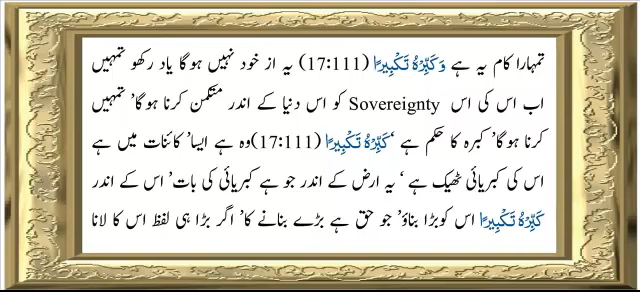 تمہارا کام یہ ہے وَكَبِّرْهُ تَكْبِيرًا (17:111) یہ از خود نہیں ہوگا یاد رکھو تمہیں
اب اس کی اس Sovereignty کو اس دنیا کے اندر متمکن کرنا ہوگا’ تمہیں
کرنا ہوگا’ کبرہ کا حکم ہے ‘كَبِّرْهُ تَكْبِيرًا (17:111)وہ ہے ایسا’ کائنات میں ہے
اس کی کبریائی ٹھیک ہے ‘ یہ ارض کے اندر جو ہے کبریائی کی بات’ اس کے اندر
كَبِّرْهُ تَكْبِيرًا اس کو بڑا بناؤ’ جو حق ہے بڑے بنانے کا’ اگر بڑا ہی لفظ اس کا لانا